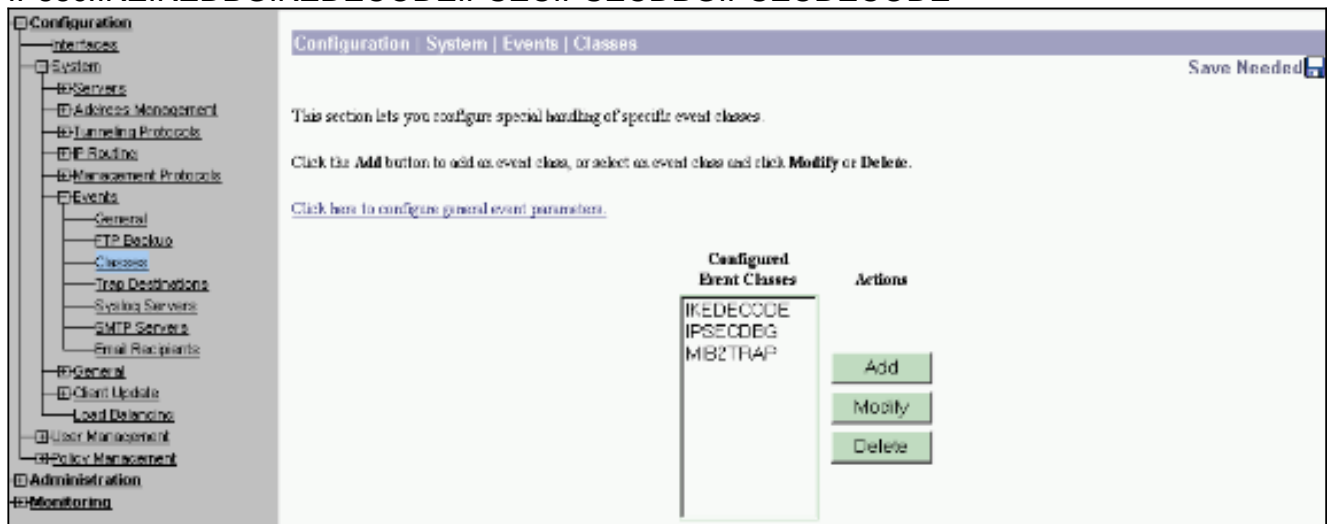 Configuration
Interfaces
System
Servers
Address Management
Tunneling Protocols
IP Routing
Management Protocols
Events
General
FTP Backup
Classes
Trap Destinations
Syslog Servers
SMTP Servers
Email Recipients
General
Client Update
Load Balancing
User Management
Policy Management
Administration
Monitoring
Configuration | System | Events | Classes
Save Needed
This section lets you configure special handling of specific event classes.
Click the Add button to add an event class, or select an event class and click Modify or Delete.
Click here to configure general event parameters.
Configured
Event Classes
Actions
IKEDECODE
IPSECDBG
MIB2TRAP
Add
Modify
Delete